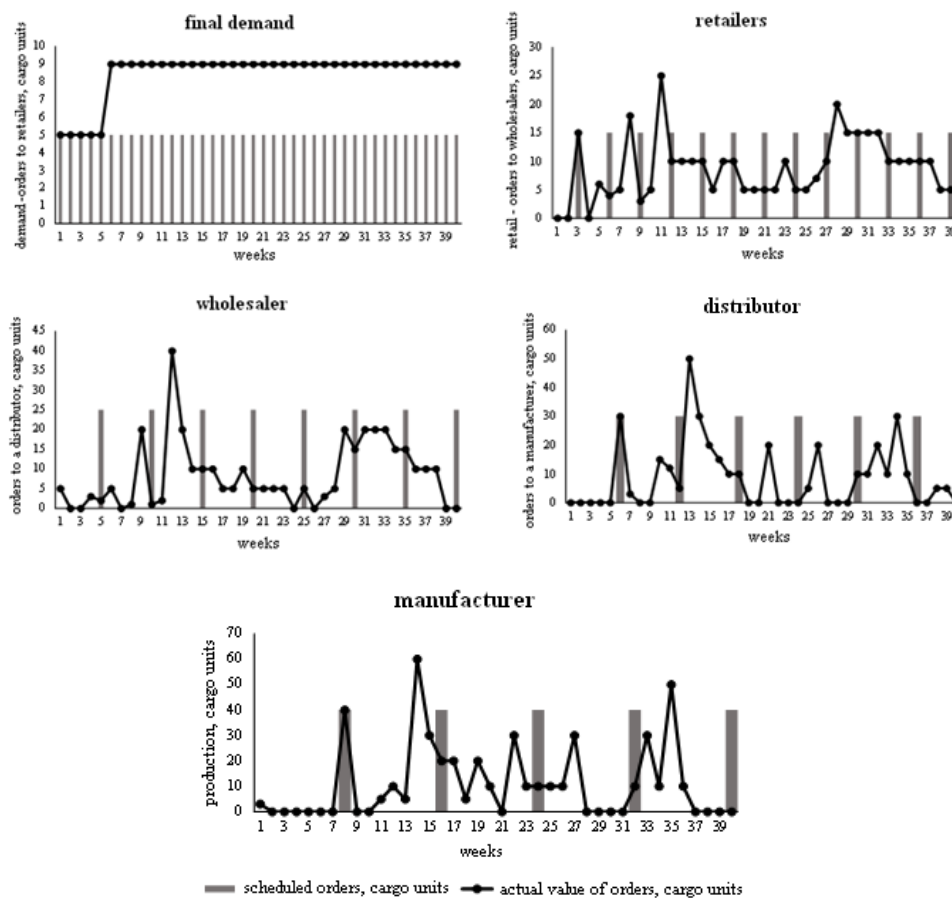 final demand
demand -orders to retailers, cargo units
10
9
8
7
6
5
4
3
2
1
0
1 3 5 7 9 11 13 15 17 19 21 23 25 27 29 31 33 35 37 39
weeks
retailers
retail - orders to wholesalers, cargo units
30
25
20
15
10
5
0
1 3 5 7 9 11 13 15 17 19 21 23 25 27 29 31 33 35 37
weeks
wholesaler
orders to a distributor, cargo units
45
40
35
30
25
20
15
10
5
0
1 3 5 7 9 11 13 15 17 19 21 23 25 27 29 31 33 35 37 39
weeks
distributor
orders to a manufacturer, cargo units
60
50
40
30
20
10
0
1 3 5 7 9 11 13 15 17 19 21 23 25 27 29 31 33 35 37 39
weeks
manufacturer
production, cargo units
70
60
50
40
30
20
10
0
1 3 5 7 9 11 13 15 17 19 21 23 25 27 29 31 33 35 37 39
weeks
scheduled orders, cargo units actual value of orders, cargo units